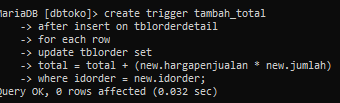 MariaDB [dbtoko]> create trigger tambah_total
-> after insert on tblorderdetail
-> for each row
-> update tblorder set
-> total = total + (new.hargapenjualan * new.jumlah)
-> where idorder = new.idorder;
Query OK, 0 rows affected (0.032 sec)